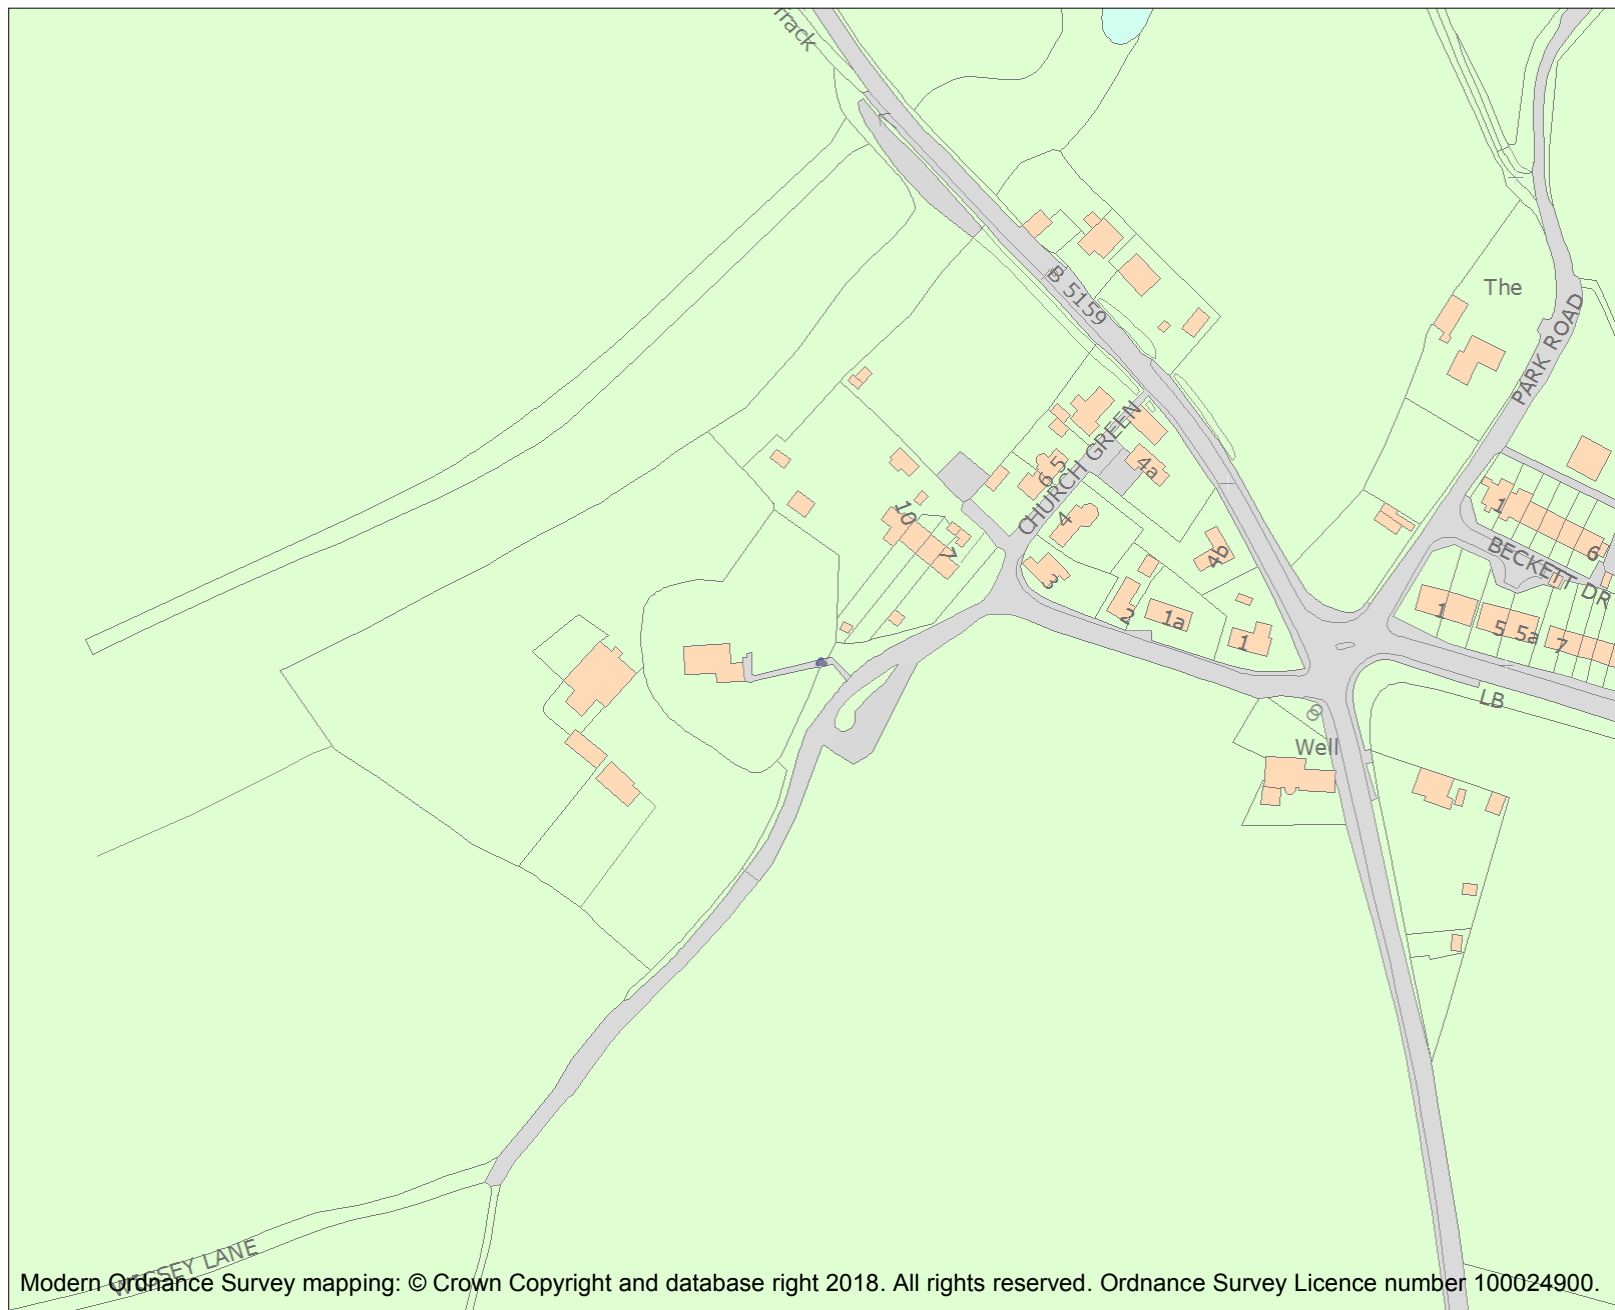 B 5159
The
PARK ROAD
CHURCH GREEN
6 5
4a
4
10
7
3
4b
2
1a
1
1
6
BECKETT DR
1
5 5a
7
LB
Well
Modern Ordnance Survey mapping: © Crown Copyright and database right 2018. All rights reserved. Ordnance Survey Licence number 100024900.